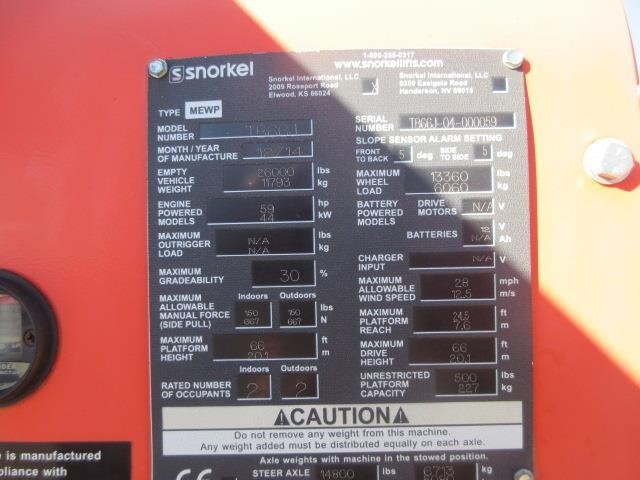 1-800-255-0317
www.snorkellifts.com
snorkel
Snorkel International, LLC
2009 Roseport Road
Elwood, KS 66024
X
Snorkel International, LLC
8350 Eastgate Road
Henderson, NV 89015
TYPE MEWP
MODEL NUMBER TB66J
SERIAL NUMBER TB66J-04-000059
MONTH / YEAR OF MANUFACTURE 12/14
SLOPE SENSOR ALARM SETTING
FRONT TO BACK 5 deg SIDE TO SIDE 5 deg
EMPTY VEHICLE WEIGHT 26000 lbs
11793 kg
MAXIMUM WHEEL LOAD 13360 lbs
6060 kg
ENGINE POWERED MODELS 59 hp
44 kW
BATTERY POWERED MODELS DRIVE MOTORS N/A V
BATTERIES 12 V
N/A Ah
MAXIMUM OUTRIGGER LOAD N/A lbs
N/A kg
CHARGER INPUT N/A V
MAXIMUM GRADEABILITY 30 %
MAXIMUM ALLOWABLE WIND SPEED 28 mph
12.5 m/s
Indoors Outdoors
MAXIMUM ALLOWABLE MANUAL FORCE (SIDE PULL) 150 150 lbs
667 667 N
MAXIMUM PLATFORM REACH 24.5 ft
7.6 m
MAXIMUM PLATFORM HEIGHT 66 ft
20.1 m
MAXIMUM DRIVE HEIGHT 66 ft
20.1 m
Indoors Outdoors
RATED NUMBER OF OCCUPANTS 2 2
UNRESTRICTED PLATFORM CAPACITY 500 lbs
227 kg
CAUTION
Do not remove any weight from this machine.
Any weight added must be distributed equally on each axle.
Axle weights with machine in the stowed position.
CE STEER AXLE 14800 lbs 6713 kg
e is manufactured
pliance with